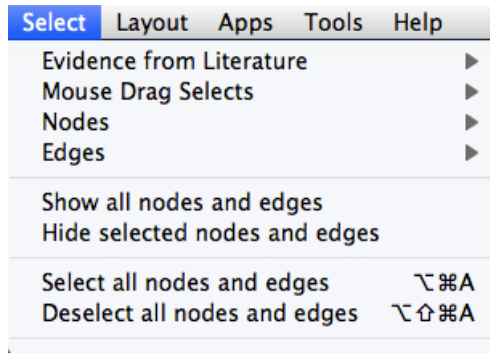 Select Layout Apps Tools Help
Evidence from Literature
Mouse Drag Selects
Nodes
Edges
Show all nodes and edges
Hide selected nodes and edges
Select all nodes and edges ⌥⌘A
Deselect all nodes and edges ⌥⇧⌘A